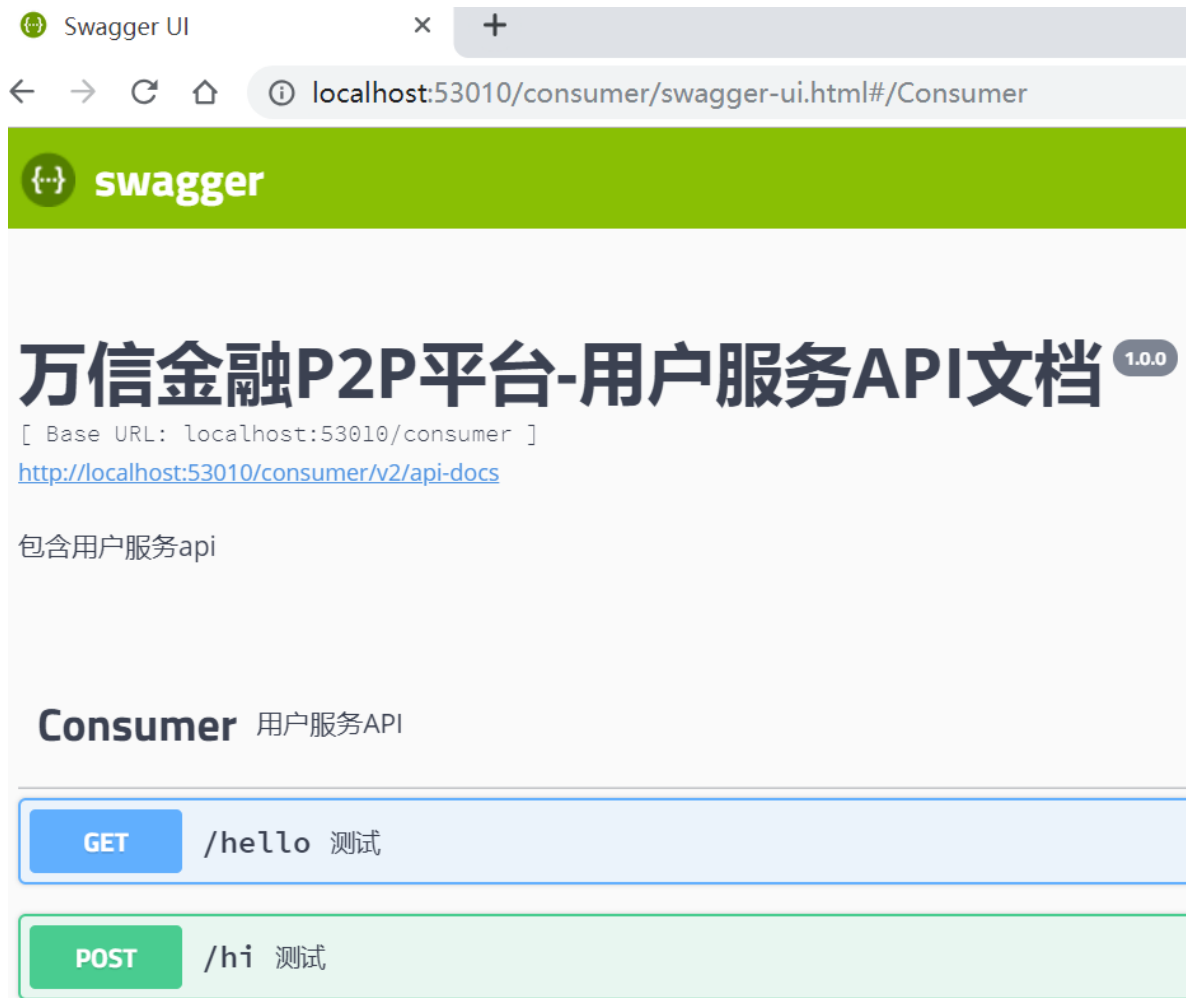 Swagger UI
localhost:53010/consumer/swagger-ui.html#/Consumer
swagger
万信金融P2P平台-用户服务API文档 1.0.0
[ Base URL: localhost:53010/consumer ]
http://localhost:53010/consumer/v2/api-docs
包含用户服务api
Consumer 用户服务API
GET /hello 测试
POST /hi 测试